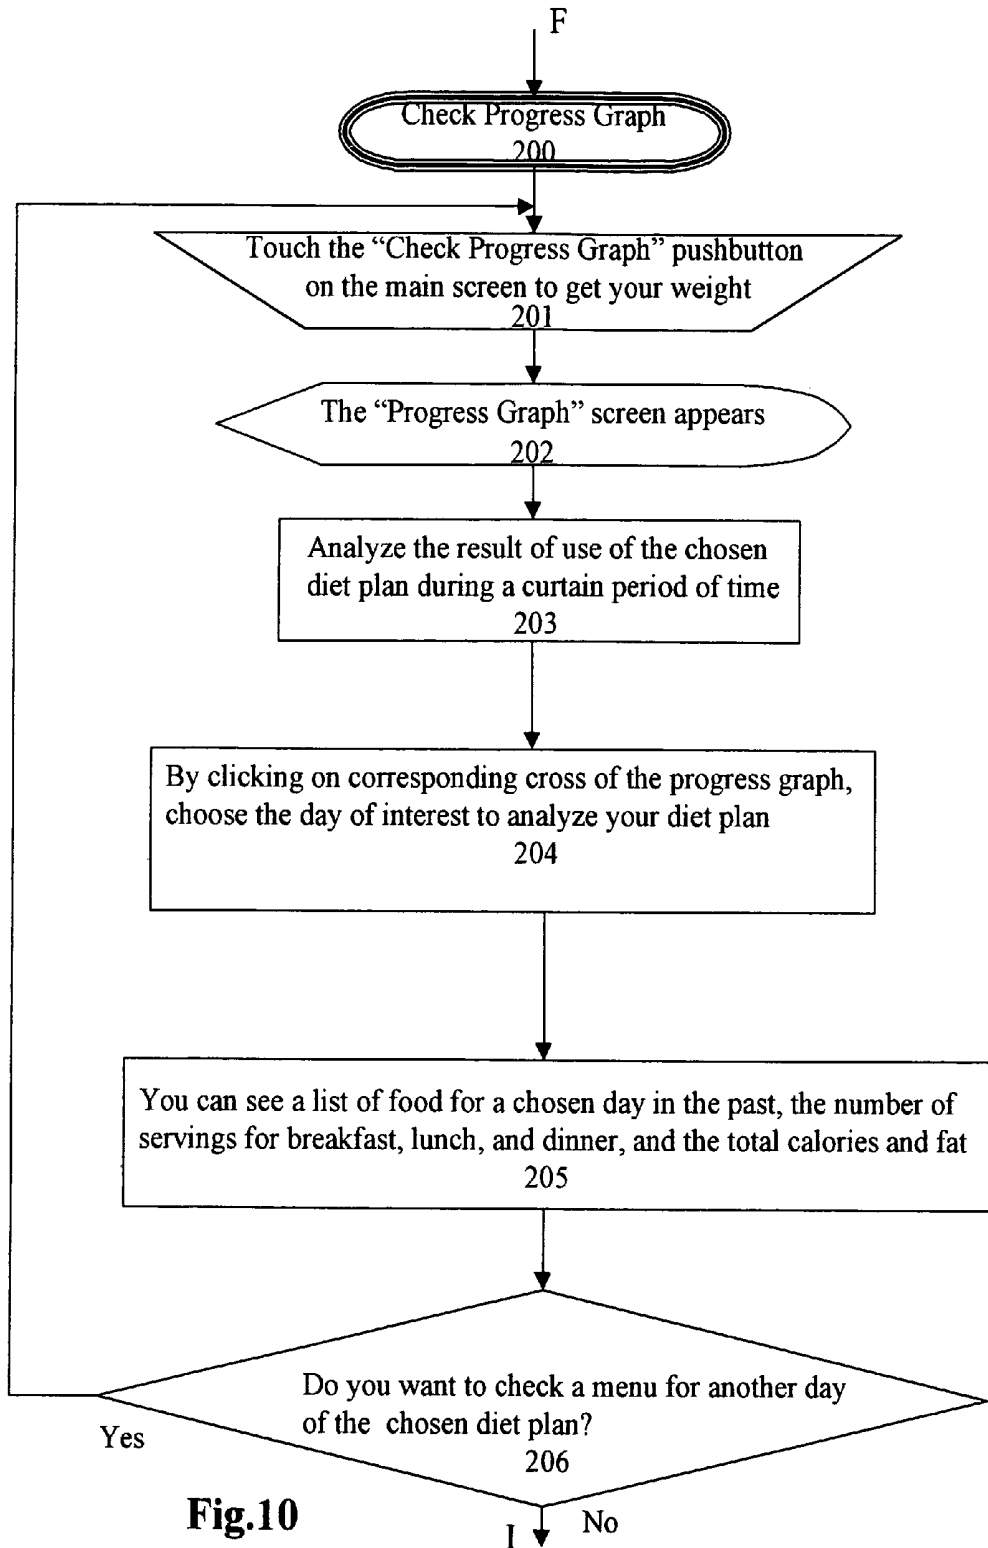 F
Check Progress Graph
200
Touch the “Check Progress Graph” pushbutton
on the main screen to get your weight
201
The “Progress Graph” screen appears
202
Analyze the result of use of the chosen
diet plan during a curtain period of time
203
By clicking on corresponding cross of the progress graph,
choose the day of interest to analyze your diet plan
204
You can see a list of food for a chosen day in the past, the number of
servings for breakfast, lunch, and dinner, and the total calories and fat
205
Do you want to check a menu for another day
of the chosen diet plan?
206
Yes
No
I
Fig.10